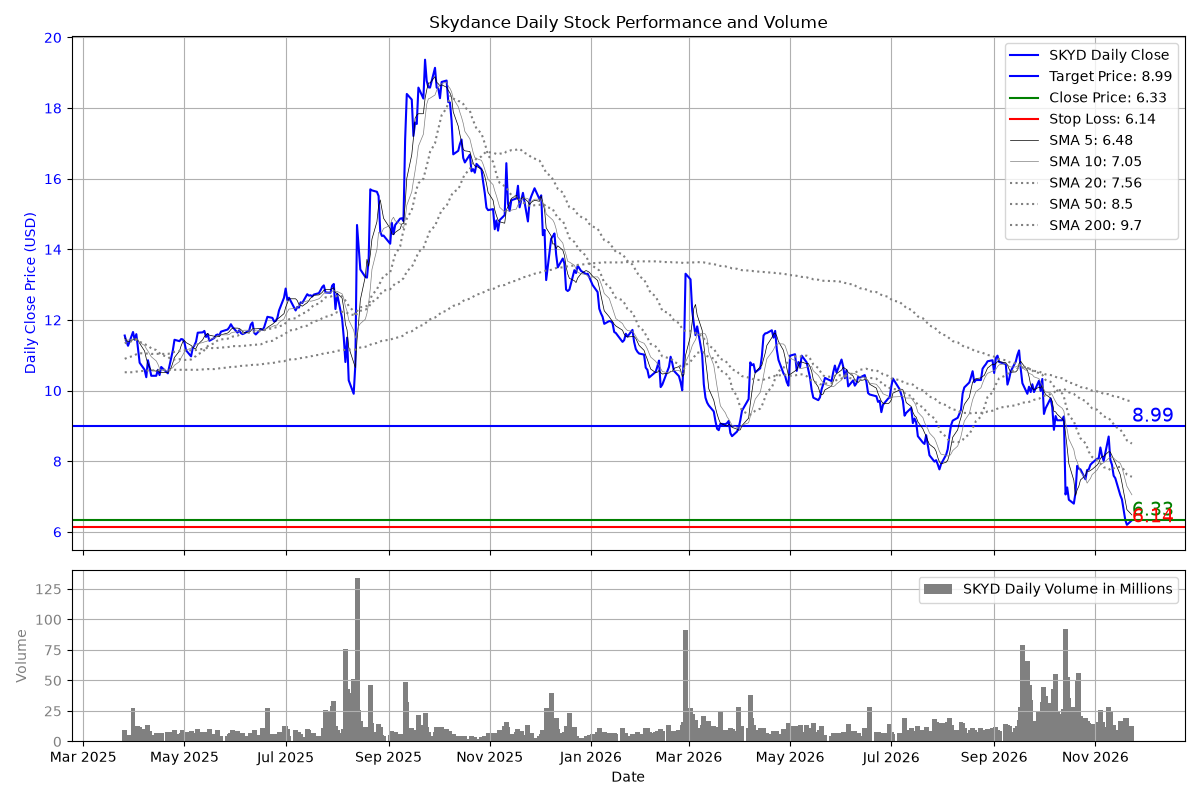 Skydance Daily Stock Performance and Volume
Daily Close Price (USD)
20
18
16
14
12
10
8
6
SKYD Daily Close
Target Price: 8.99
Close Price: 6.33
Stop Loss: 6.14
SMA 5: 6.48
SMA 10: 7.05
SMA 20: 7.56
SMA 50: 8.5
SMA 200: 9.7
8.99
6.33
6.14
Volume
125
100
75
50
25
0
SKYD Daily Volume in Millions
Mar 2025 May 2025 Jul 2025 Sep 2025 Nov 2025 Jan 2026 Mar 2026 May 2026 Jul 2026 Sep 2026 Nov 2026
Date